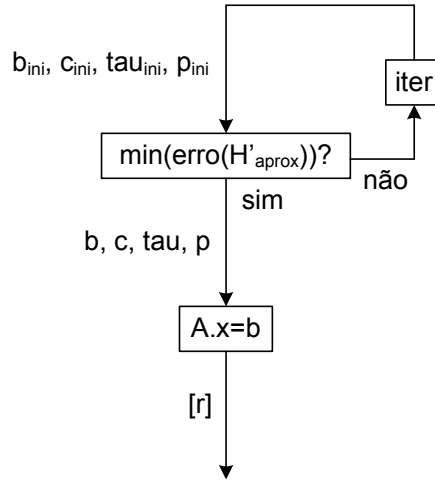 b_ini, c_ini, tau_ini, p_ini
iter
min(erro(H'_aprox))?
não
sim
b, c, tau, p
A.x=b
[r]